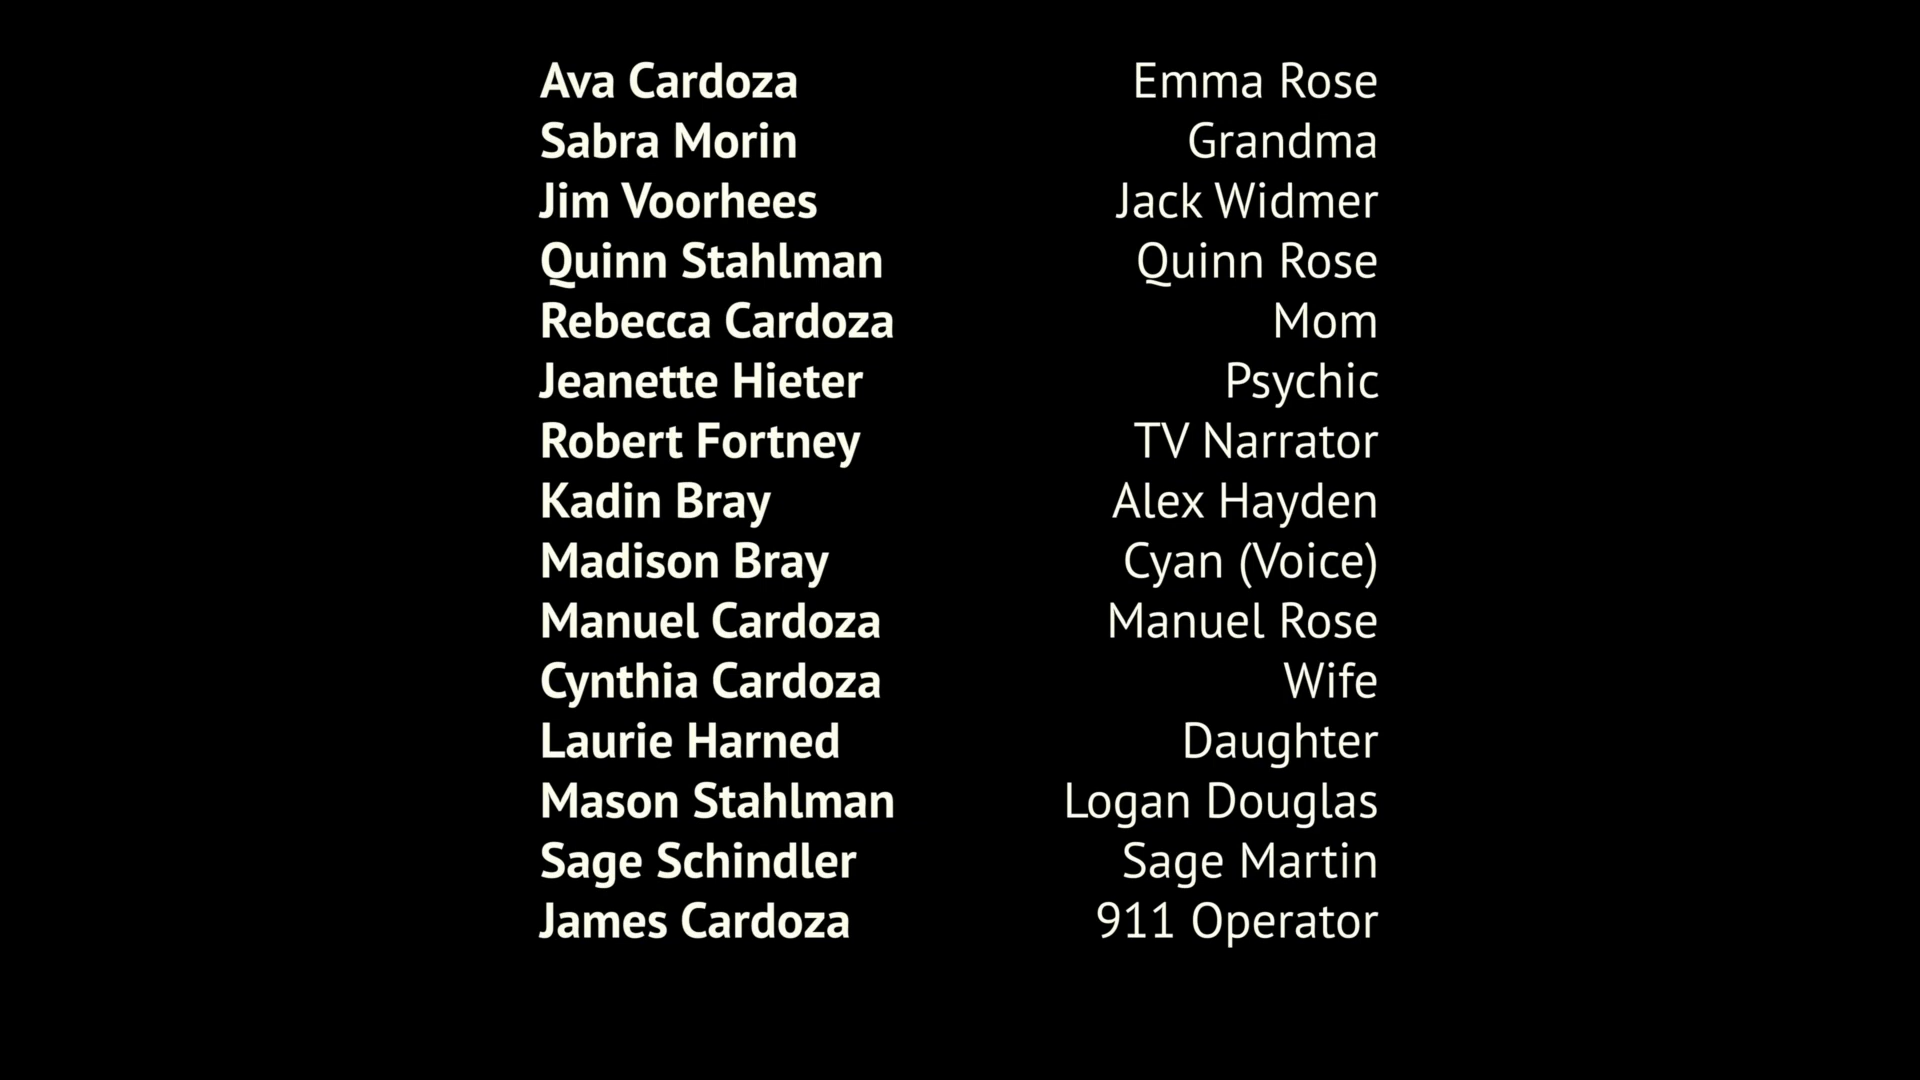 Ava Cardoza Emma Rose
Sabra Morin Grandma
Jim Voorhees Jack Widmer
Quinn Stahlman Quinn Rose
Rebecca Cardoza Mom
Jeanette Hieter Psychic
Robert Fortney TV Narrator
Kadin Bray Alex Hayden
Madison Bray Cyan (Voice)
Manuel Cardoza Manuel Rose
Cynthia Cardoza Wife
Laurie Harned Daughter
Mason Stahlman Logan Douglas
Sage Schindler Sage Martin
James Cardoza 911 Operator